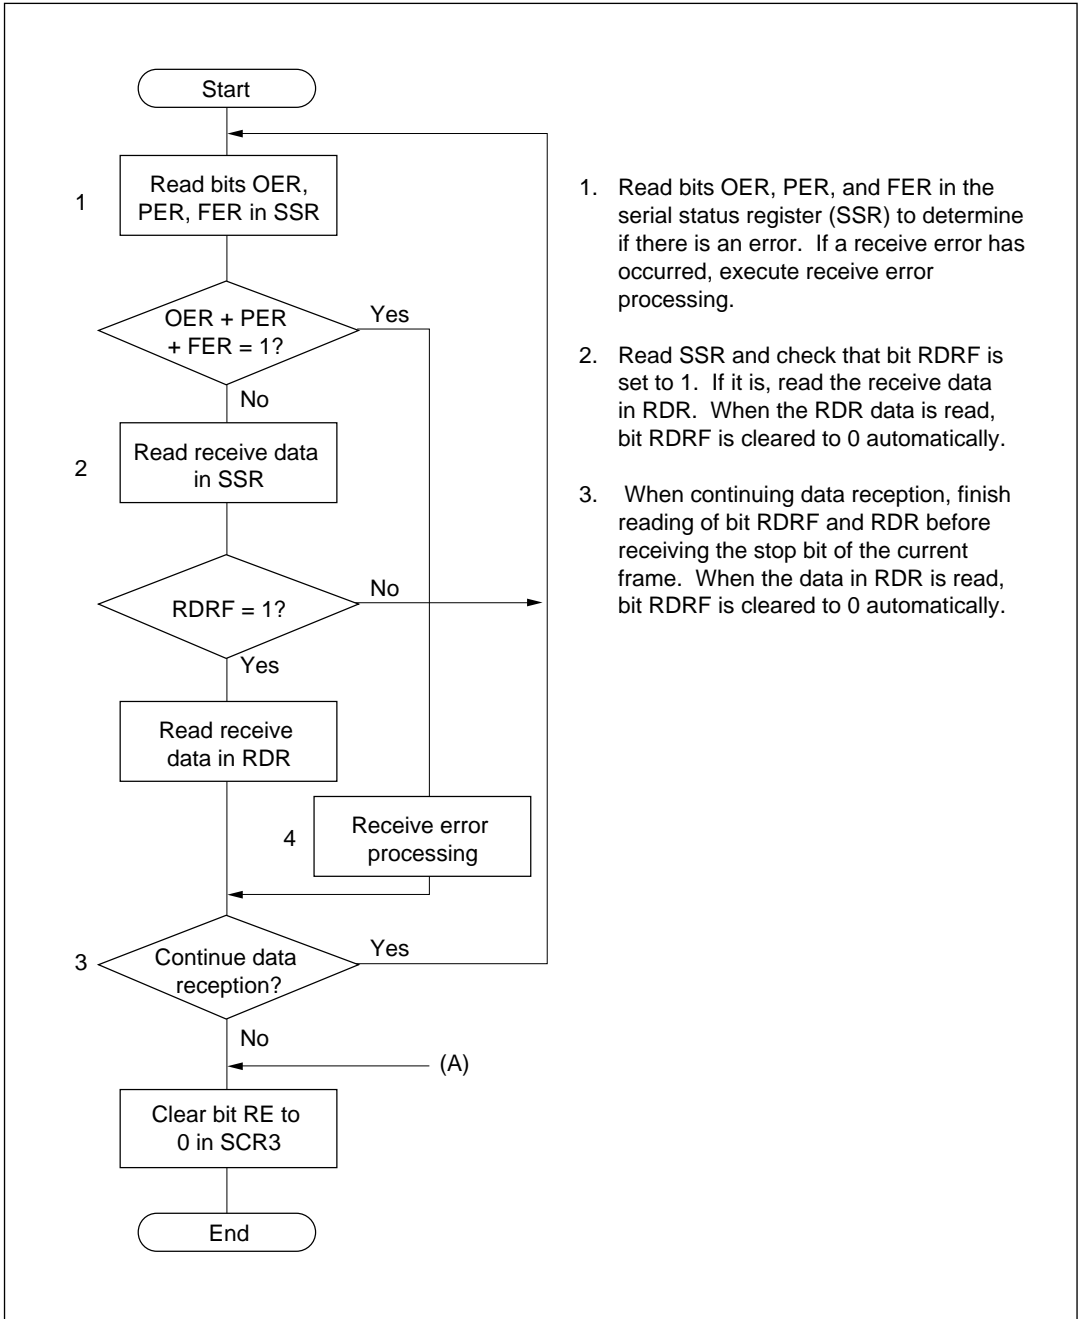 Start
1
Read bits OER,
PER, FER in SSR
OER + PER
+ FER = 1?
Yes
No
2
Read receive data
in SSR
RDRF = 1?
No
Yes
Read receive
data in RDR
4
Receive error
processing
3
Continue data
reception?
Yes
No
(A)
Clear bit RE to
0 in SCR3
End
1. Read bits OER, PER, and FER in the
serial status register (SSR) to determine
if there is an error. If a receive error has
occurred, execute receive error
processing.
2. Read SSR and check that bit RDRF is
set to 1. If it is, read the receive data
in RDR. When the RDR data is read,
bit RDRF is cleared to 0 automatically.
3. When continuing data reception, finish
reading of bit RDRF and RDR before
receiving the stop bit of the current
frame. When the data in RDR is read,
bit RDRF is cleared to 0 automatically.